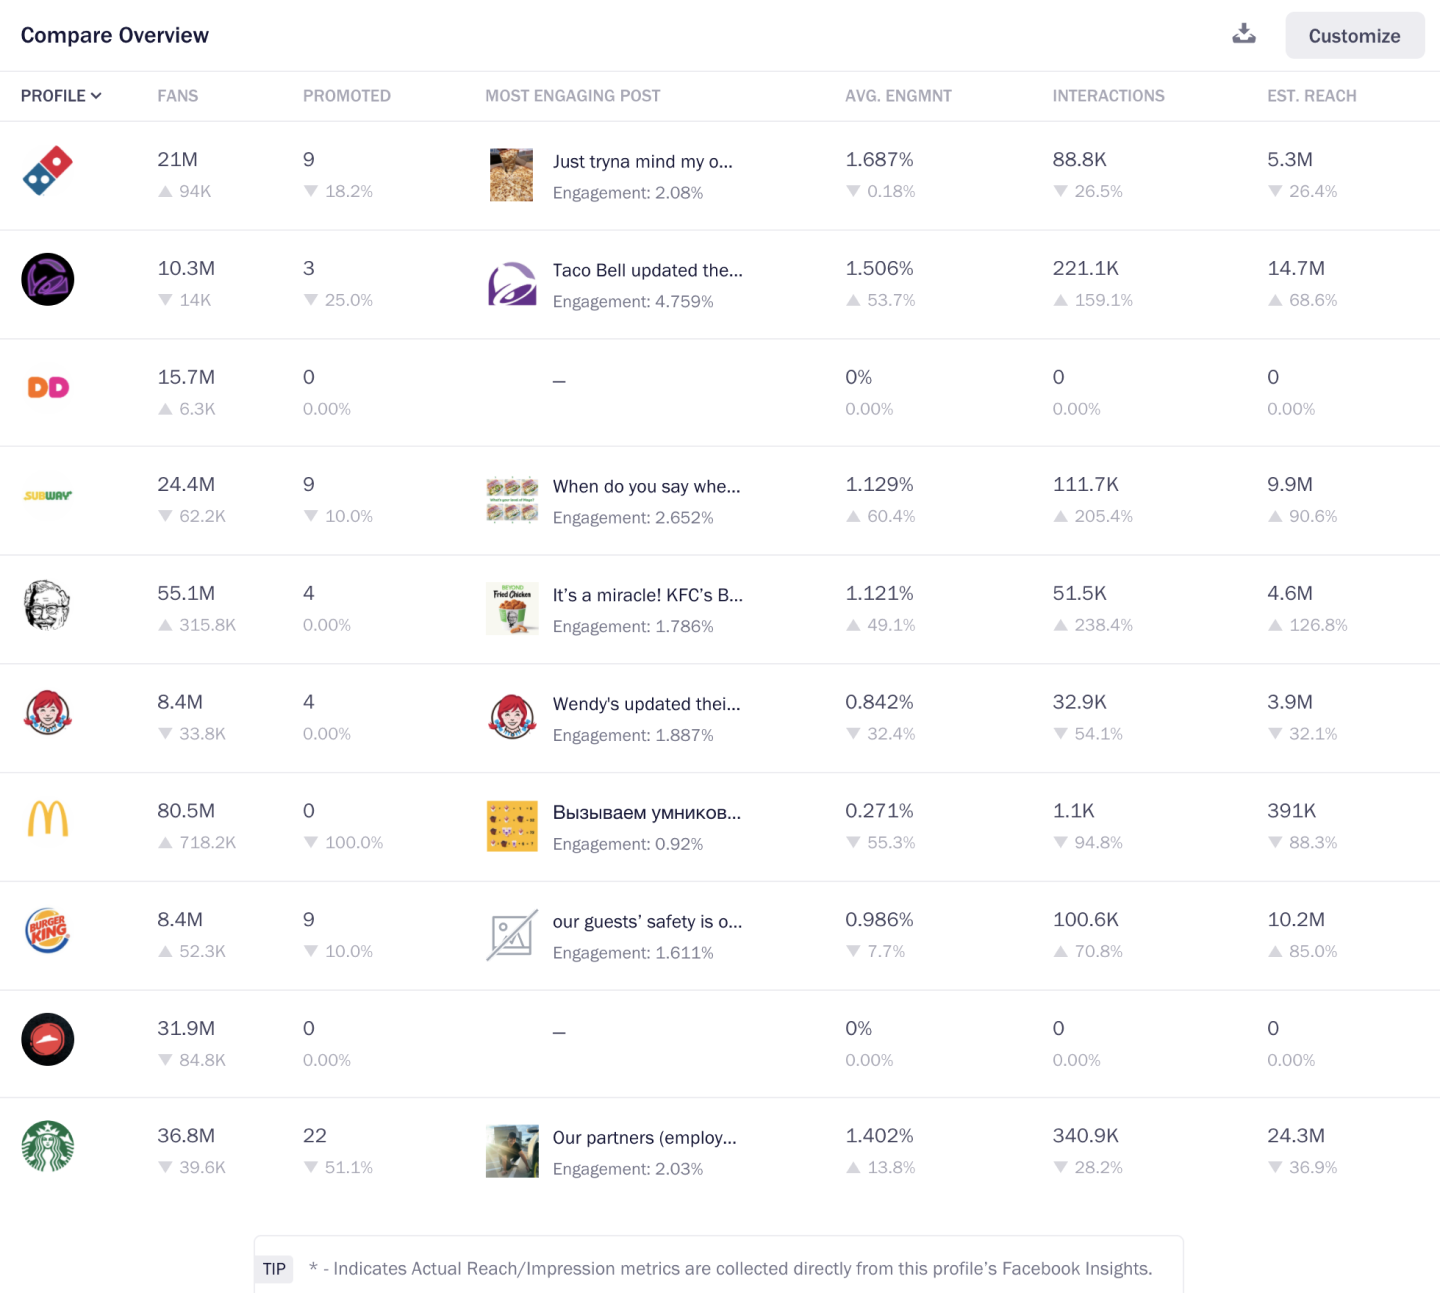 Compare Overview
Customize
PROFILE FANS PROMOTED MOST ENGAGING POST AVG. ENGMNT INTERACTIONS EST. REACH
21M 9 Just tryna mind my o... 1.687% 88.8K 5.3M
▲ 94K ▼ 18.2% Engagement: 2.08% ▼ 0.18% ▼ 26.5% ▼ 26.4%
10.3M 3 Taco Bell updated the... 1.506% 221.1K 14.7M
▼ 14K ▼ 25.0% Engagement: 4.759% ▲ 53.7% ▲ 159.1% ▲ 68.6%
DD 15.7M 0 – 0% 0 0
▲ 6.3K 0.00% 0.00% 0.00% 0.00%
SUBWAY 24.4M 9 When do you say whe... 1.129% 111.7K 9.9M
▼ 62.2K ▼ 10.0% Engagement: 2.652% ▲ 60.4% ▲ 205.4% ▲ 90.6%
BEYOND
Fried Chicken
55.1M 4 It’s a miracle! KFC’s B... 1.121% 51.5K 4.6M
▲ 315.8K 0.00% Engagement: 1.786% ▲ 49.1% ▲ 238.4% ▲ 126.8%
8.4M 4 Wendy's updated thei... 0.842% 32.9K 3.9M
▼ 33.8K 0.00% Engagement: 1.887% ▼ 32.4% ▼ 54.1% ▼ 32.1%
80.5M 0 Вызываем умников... 0.271% 1.1K 391K
▲ 718.2K ▼ 100.0% Engagement: 0.92% ▼ 55.3% ▼ 94.8% ▼ 88.3%
BURGER KING 8.4M 9 our guests’ safety is o... 0.986% 100.6K 10.2M
▲ 52.3K ▼ 10.0% Engagement: 1.611% ▼ 7.7% ▲ 70.8% ▲ 85.0%
31.9M 0 – 0% 0 0
▼ 84.8K 0.00% 0.00% 0.00% 0.00%
36.8M 22 Our partners (employ... 1.402% 340.9K 24.3M
▼ 39.6K ▼ 51.1% Engagement: 2.03% ▲ 13.8% ▼ 28.2% ▼ 36.9%
TIP * - Indicates Actual Reach/Impression metrics are collected directly from this profile’s Facebook Insights.